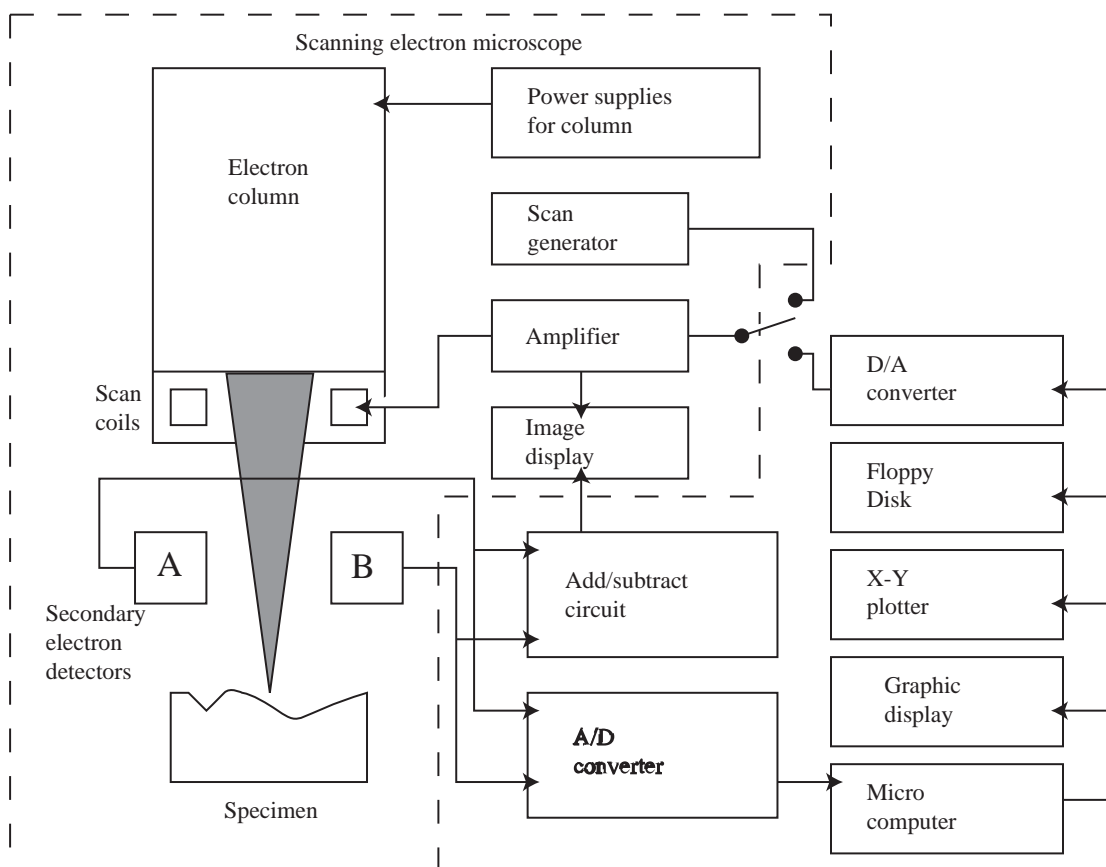 Scanning electron microscope
Power supplies
for column
Electron
column
Scan
generator
Amplifier
D/A
converter
Scan
coils
Image
display
Floppy
Disk
A
B
Add/subtract
circuit
X-Y
plotter
Secondary
electron
detectors
Graphic
display
A/D
converter
Micro
computer
Specimen